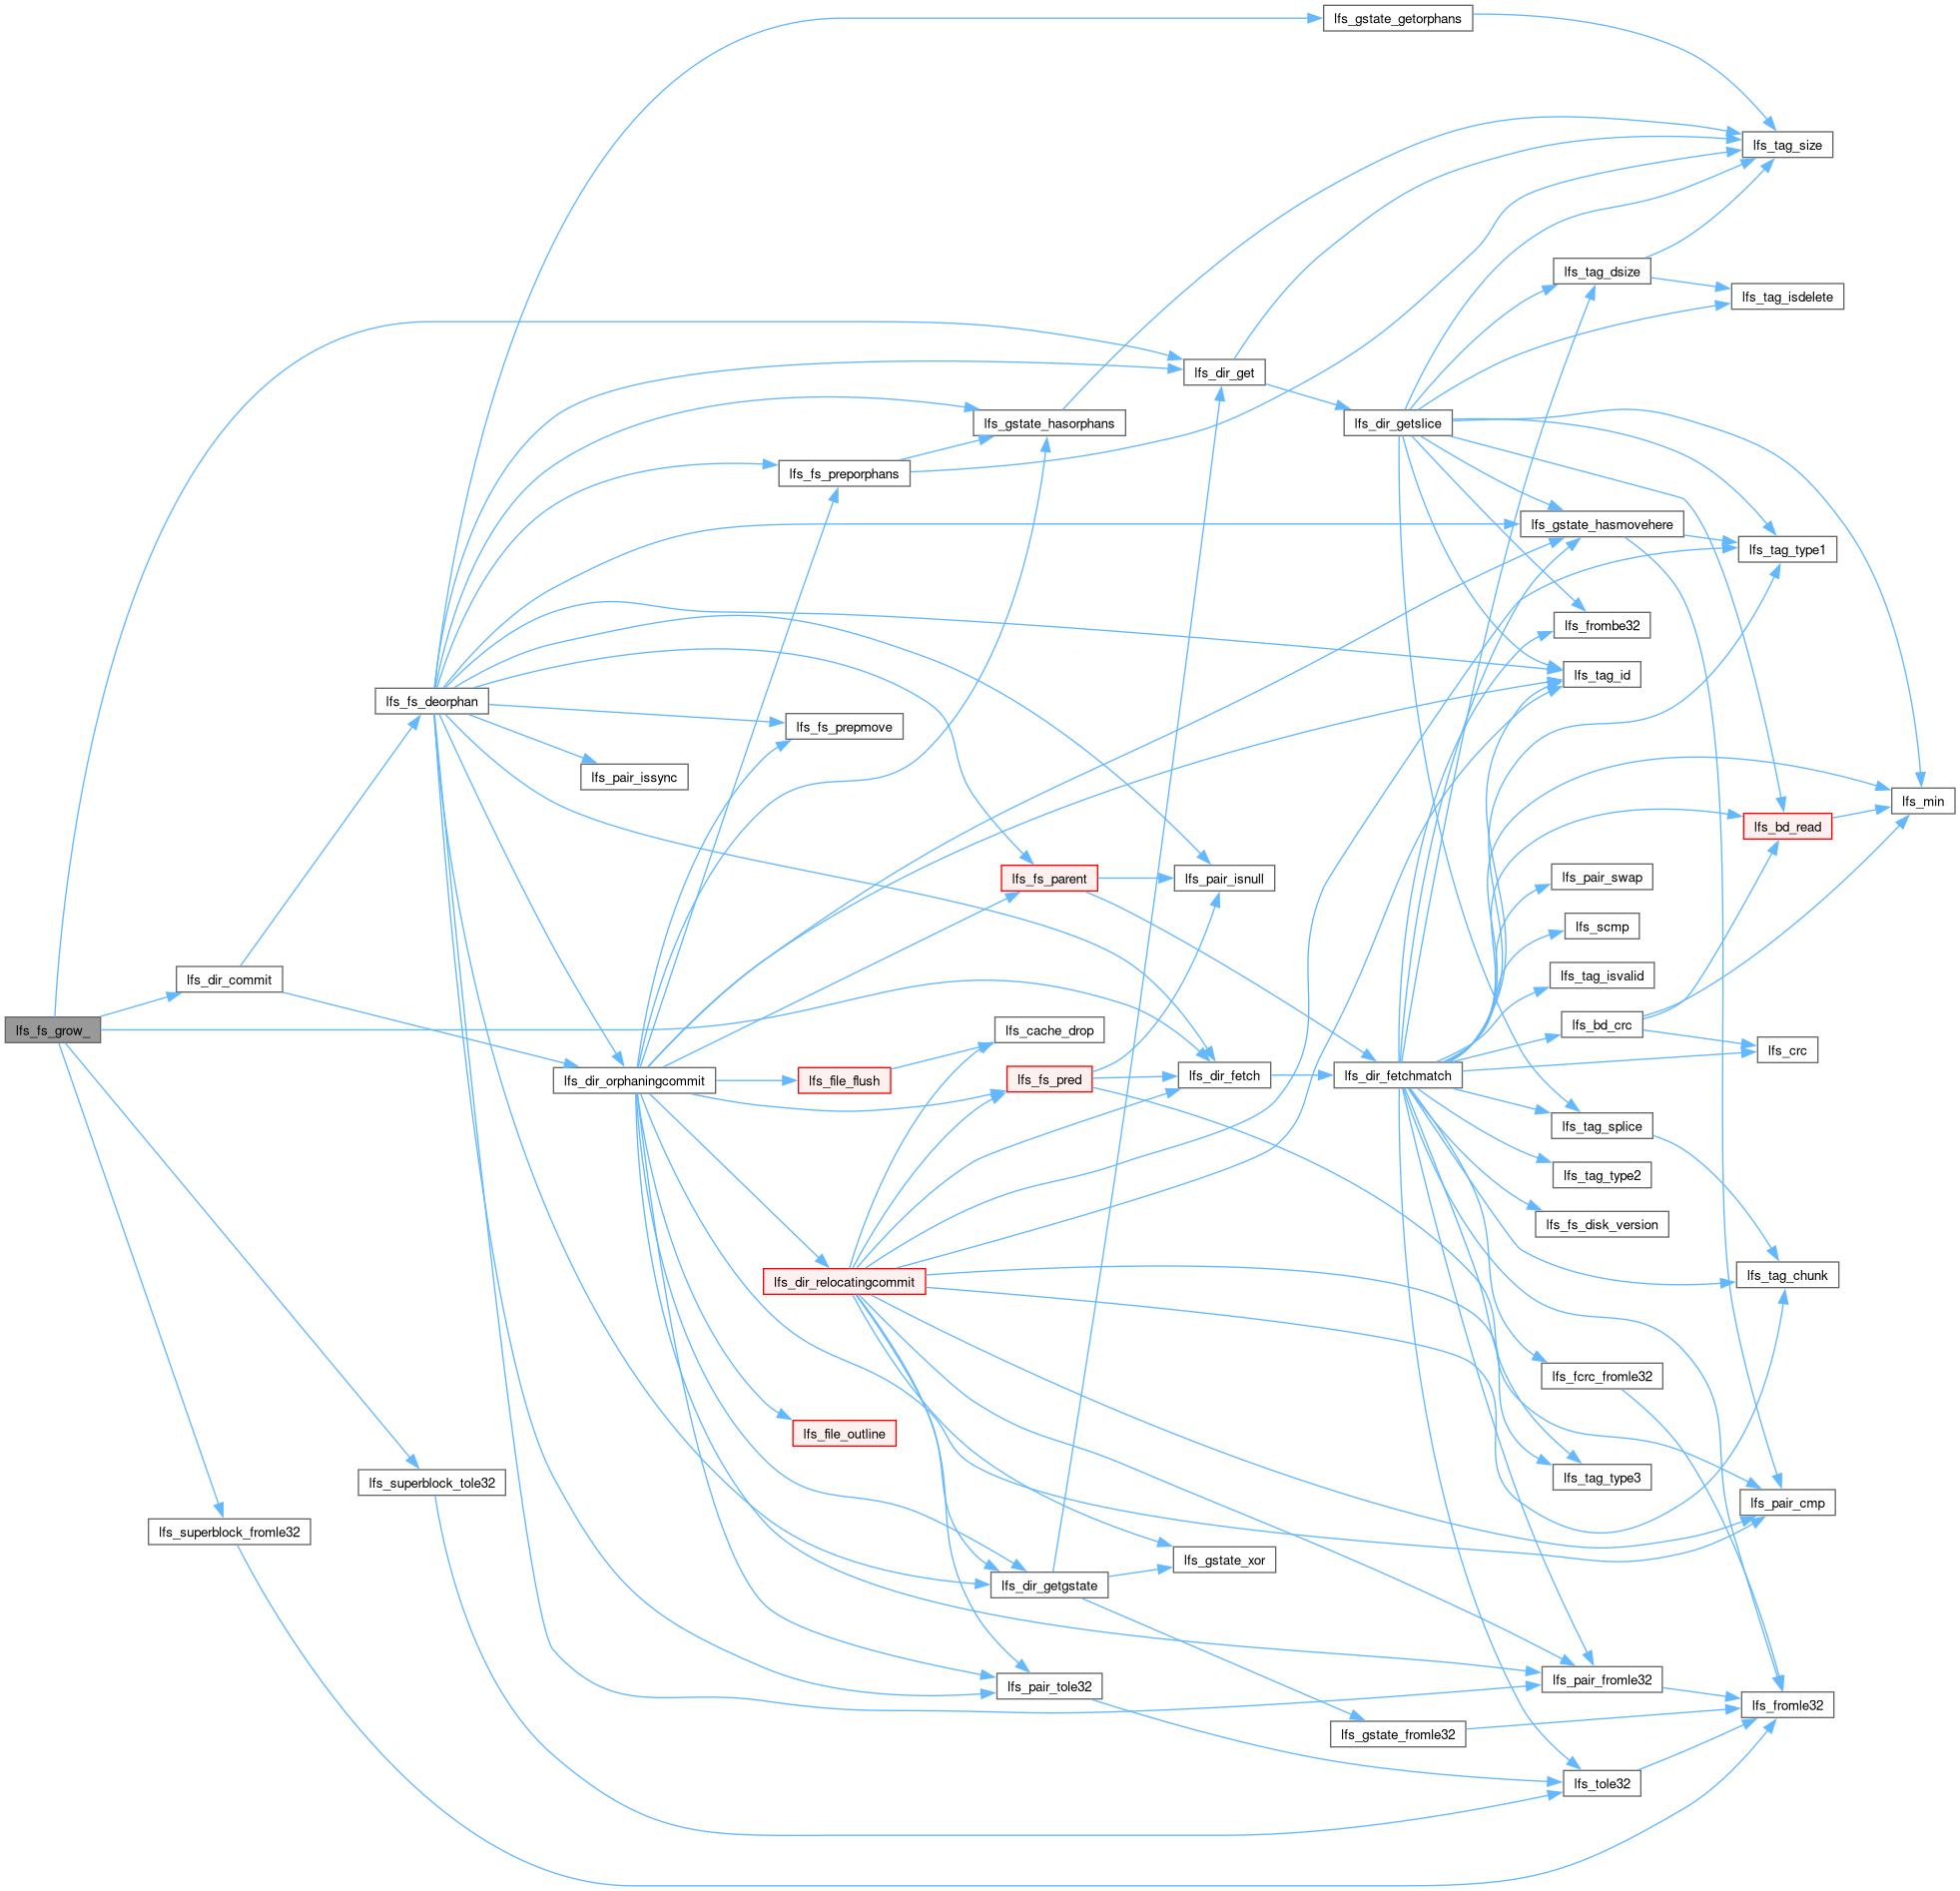 lfs_gstate_getorphans
lfs_tag_size
lfs_tag_dsize
lfs_tag_isdelete
lfs_dir_get
lfs_dir_getslice
lfs_gstate_hasorphans
lfs_fs_preporphans
lfs_gstate_hasmovehere
lfs_tag_type1
lfs_frombe32
lfs_tag_id
lfs_fs_deorphan
lfs_fs_prepmove
lfs_pair_issync
lfs_min
lfs_bd_read
lfs_fs_parent
lfs_pair_isnull
lfs_pair_swap
lfs_scmp
lfs_dir_commit
lfs_tag_isvalid
lfs_fs_grow_
lfs_cache_drop
lfs_bd_crc
lfs_crc
lfs_dir_orphaningcommit
lfs_file_flush
lfs_fs_pred
lfs_dir_fetch
lfs_dir_fetchmatch
lfs_tag_splice
lfs_tag_type2
lfs_fs_disk_version
lfs_dir_relocatingcommit
lfs_tag_chunk
lfs_fcrc_fromle32
lfs_file_outline
lfs_superblock_tole32
lfs_tag_type3
lfs_pair_cmp
lfs_superblock_fromle32
lfs_gstate_xor
lfs_dir_getgstate
lfs_pair_tole32
lfs_pair_fromle32
lfs_fromle32
lfs_gstate_fromle32
lfs_tole32